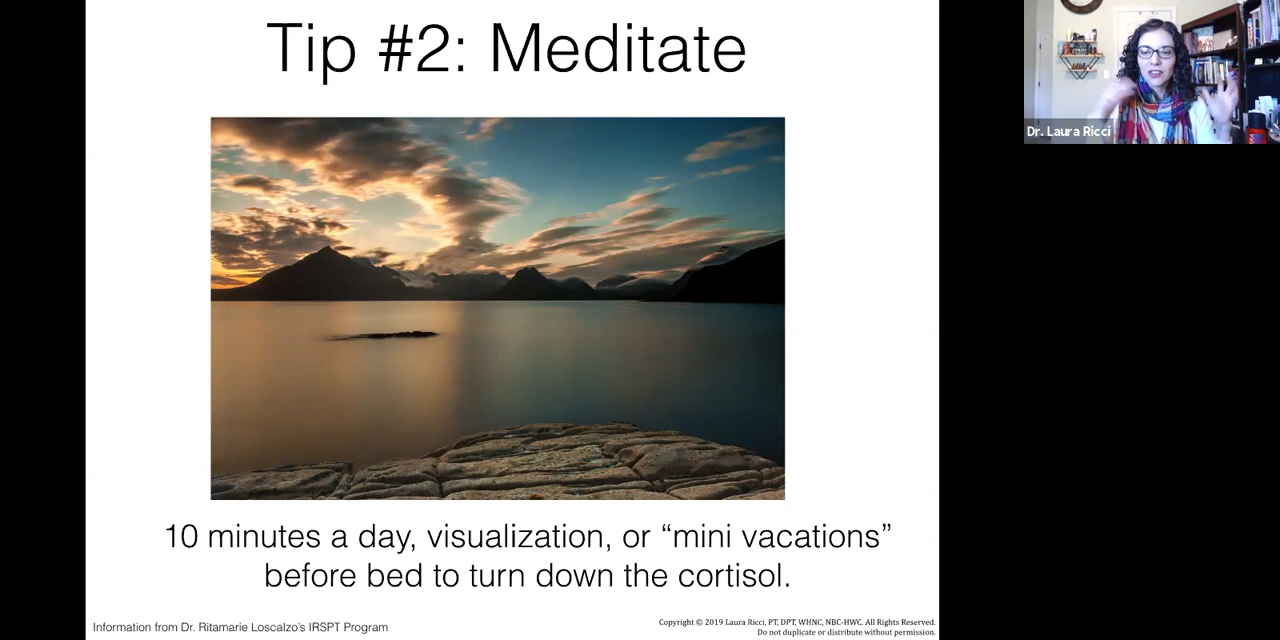 Tip #2: Meditate
Dr. Laura Ricci
10 minutes a day, visualization, or “mini vacations”
before bed to turn down the cortisol.
Information from Dr. Ritamarie Loscalzo's IRSPT Program
Copyright © 2019 Laura Ricci, PT, DPT, WHNC, NBC-HWC. All Rights Reserved.
Do not duplicate or distribute without permission.